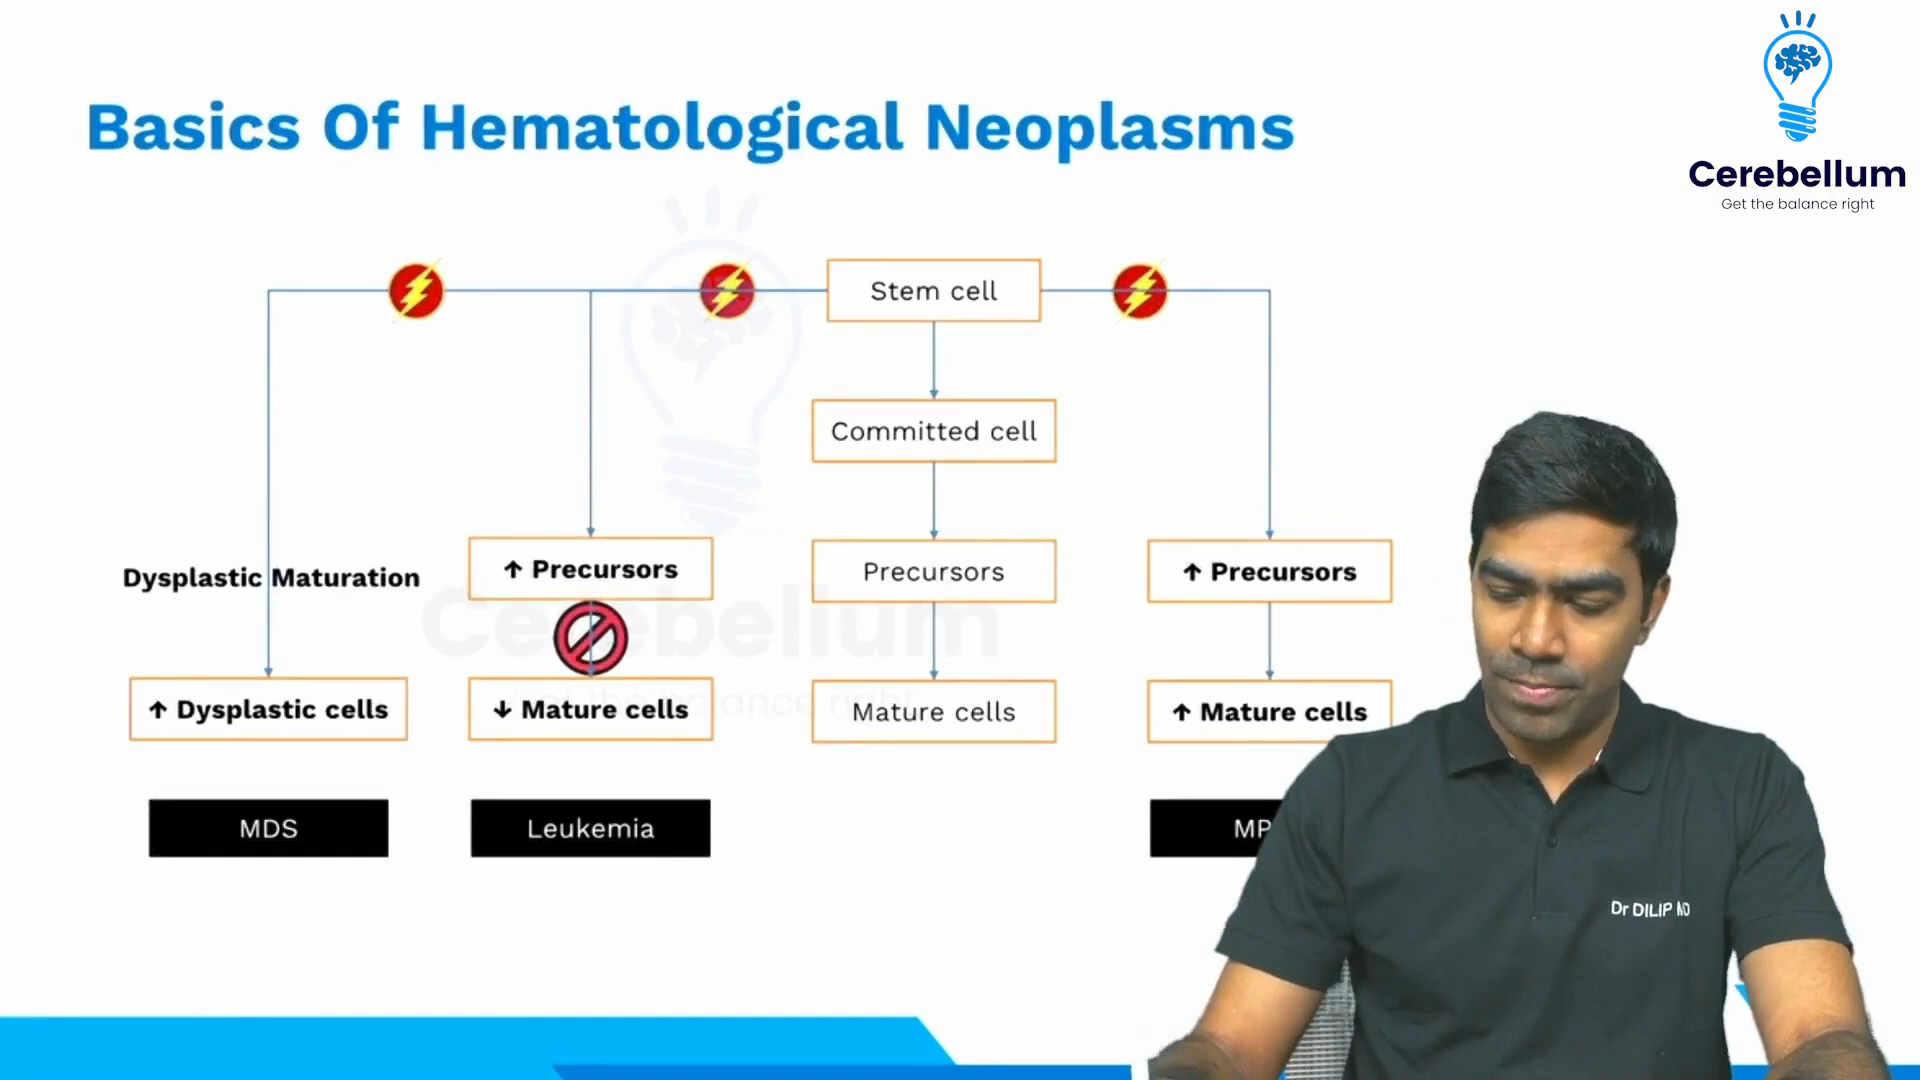 Basics Of Hematological Neoplasms
Cerebellum
Get the balance right
Stem cell
Committed cell
Dysplastic Maturation
↑ Precursors
Precursors
↑ Precursors
Cerebellum
↑ Dysplastic cells
↓ Mature cells
Mature cells
↑ Mature cells
MDS
Leukemia
Dr DILIP MD